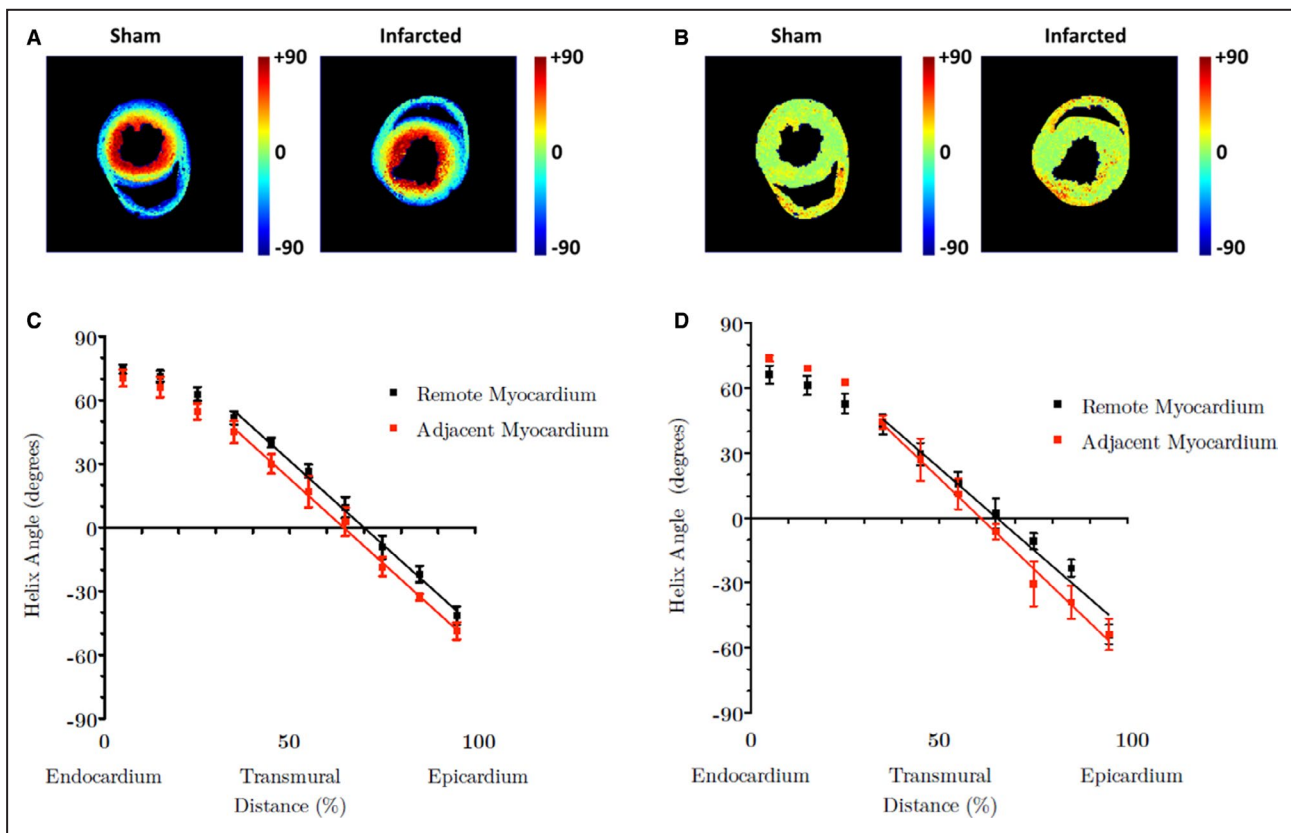 A
Sham
Infarcted
+90
0
-90
+90
0
-90
B
Sham
Infarcted
+90
0
-90
+90
0
-90
C
90
60
30
0
-30
-60
-90
Helix Angle (degrees)
Remote Myocardium
Adjacent Myocardium
0
50
100
Endocardium
Transmural
Epicardium
Distance (%)
D
90
60
30
0
-30
-60
-90
Helix Angle (degrees)
Remote Myocardium
Adjacent Myocardium
0
50
100
Endocardium
Transmural
Epicardium
Distance (%)